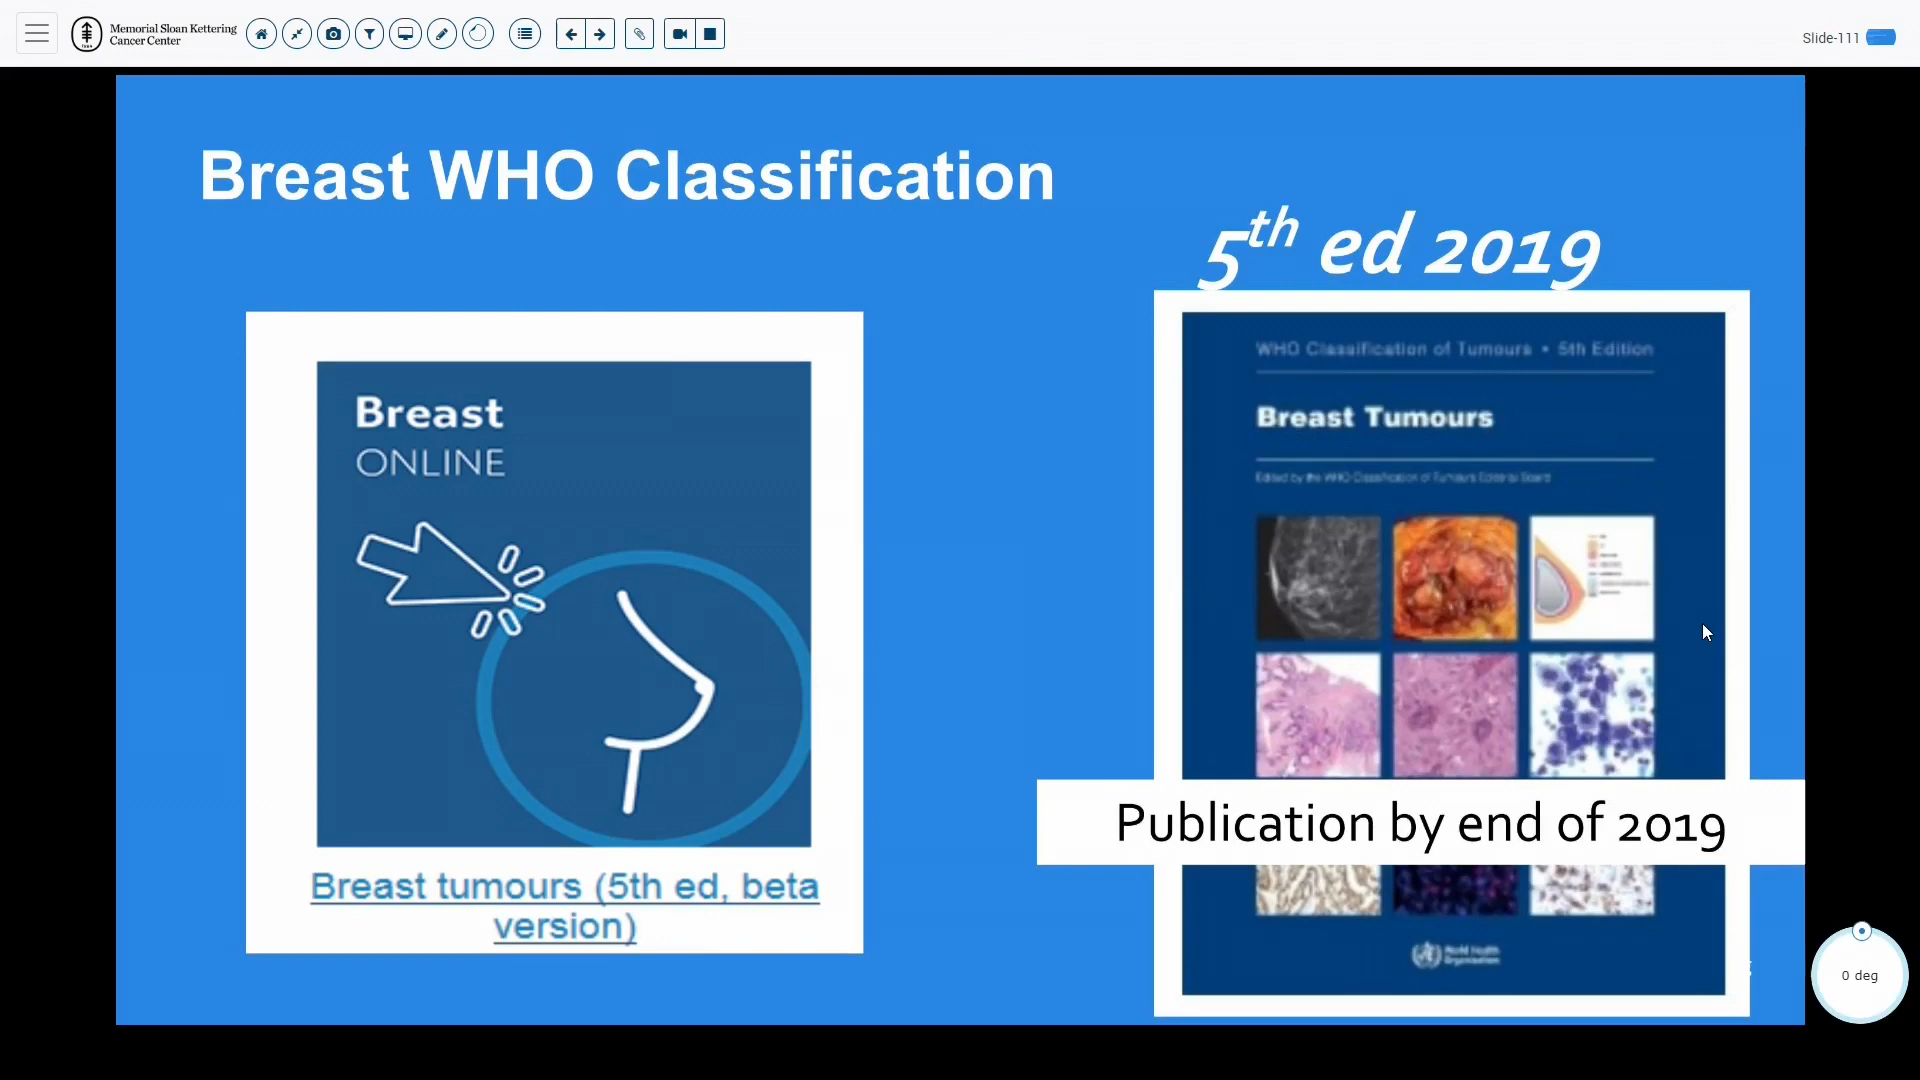 Memorial Sloan Kettering
Cancer Center
Slide-111
Breast WHO Classification
5th ed 2019
Breast
ONLINE
Breast tumours (5th ed, beta
version)
WHO Classification of Tumours • 5th Edition
Breast Tumours
Edited by the WHO Classification of Tumours Editorial Board
Publication by end of 2019
World Health
Organization
0 deg